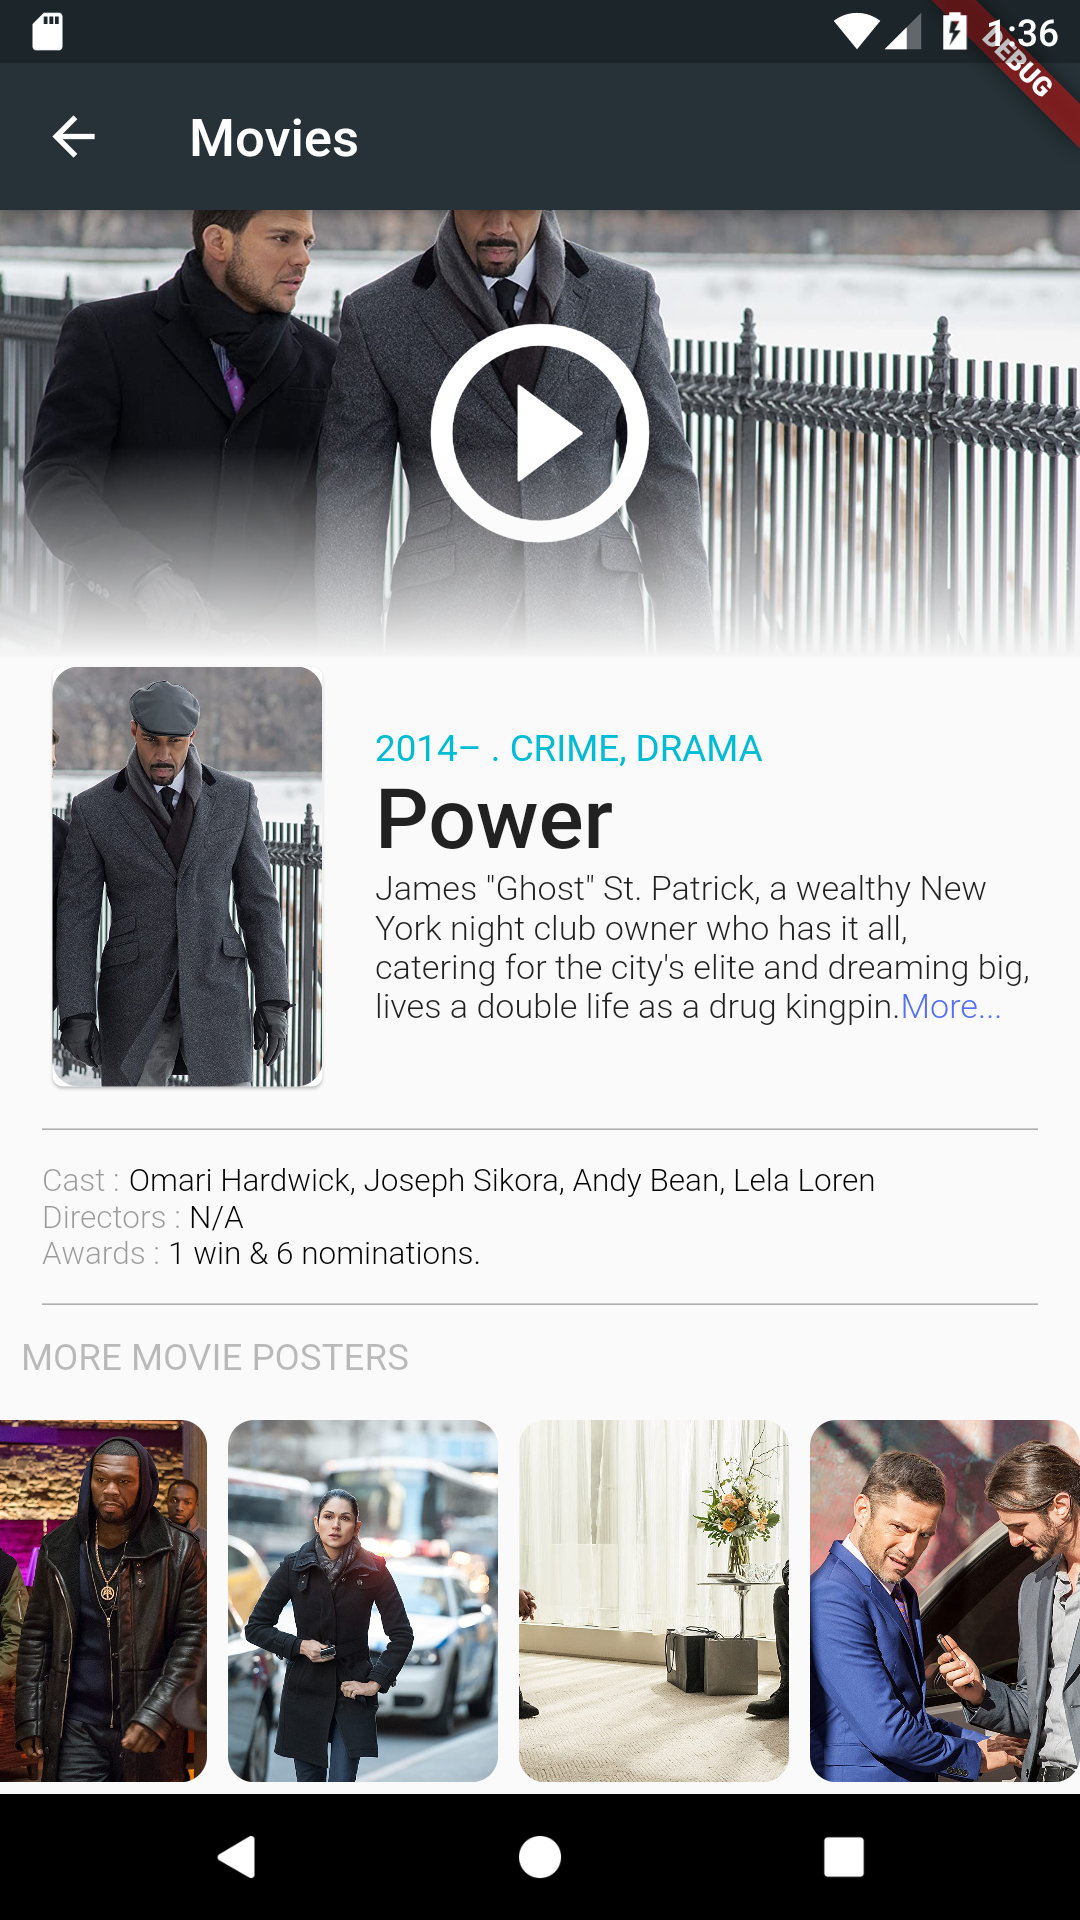 1:36
DEBUG
Movies
2014– . CRIME, DRAMA
Power
James "Ghost" St. Patrick, a wealthy New
York night club owner who has it all,
catering for the city's elite and dreaming big,
lives a double life as a drug kingpin.More...
Cast : Omari Hardwick, Joseph Sikora, Andy Bean, Lela Loren
Directors : N/A
Awards : 1 win & 6 nominations.
MORE MOVIE POSTERS